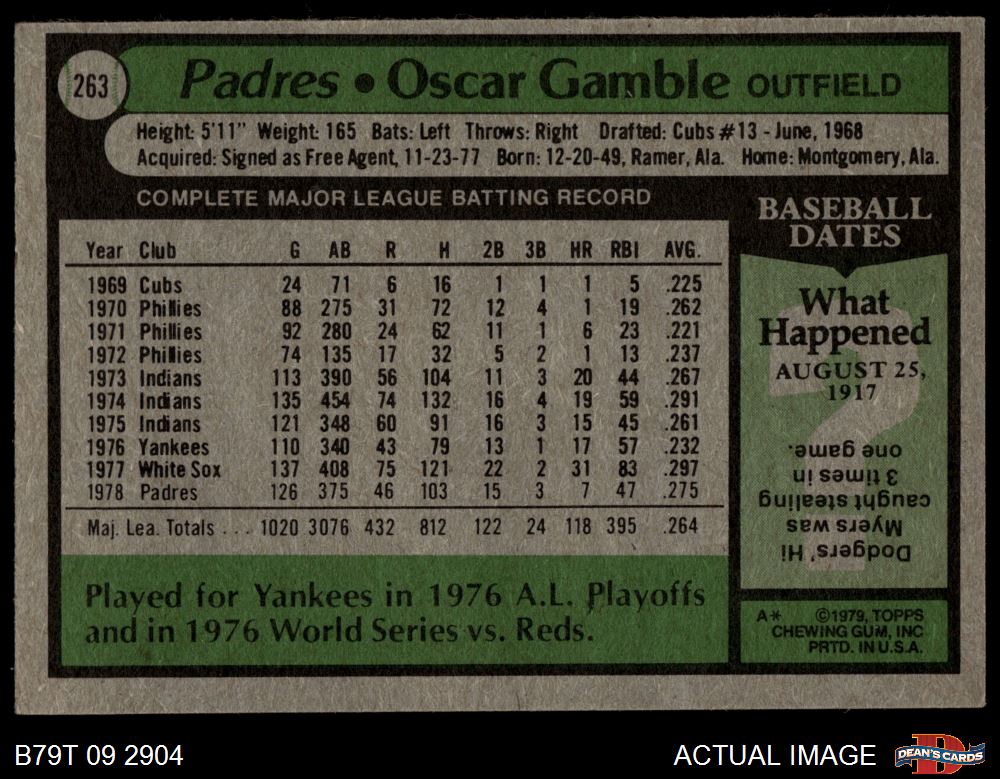 263
Padres • Oscar Gamble OUTFIELD
Height: 5'11" Weight: 165 Bats: Left Throws: Right Drafted: Cubs #13 - June, 1968
Acquired: Signed as Free Agent, 11-23-77 Born: 12-20-49, Ramer, Ala. Home: Montgomery, Ala.
COMPLETE MAJOR LEAGUE BATTING RECORD
Year Club G AB R H 2B 3B HR RBI AVG.
1969 Cubs 24 71 6 16 1 1 1 5 .225
1970 Phillies 88 275 31 72 12 4 1 19 .262
1971 Phillies 92 280 24 62 11 1 6 23 .221
1972 Phillies 74 135 17 32 5 2 1 13 .237
1973 Indians 113 390 56 104 11 3 20 44 .267
1974 Indians 135 454 74 132 16 4 19 59 .291
1975 Indians 121 348 60 91 16 3 15 45 .261
1976 Yankees 110 340 43 79 13 1 17 57 .232
1977 White Sox 137 408 75 121 22 2 31 83 .297
1978 Padres 126 375 46 103 15 3 7 47 .275
Maj. Lea. Totals . . . 1020 3076 432 812 122 24 118 395 .264
Played for Yankees in 1976 A.L. Playoffs
and in 1976 World Series vs. Reds.
BASEBALL
DATES
What
Happened
AUGUST 25,
1917
Dodgers' Hi
Myers was
caught stealing
3 times in
one game.
A* ©1979, TOPPS
CHEWING GUM, INC
PRTD. IN U.S.A.
B79T 09 2904
ACTUAL IMAGE
DEAN'S CARDS